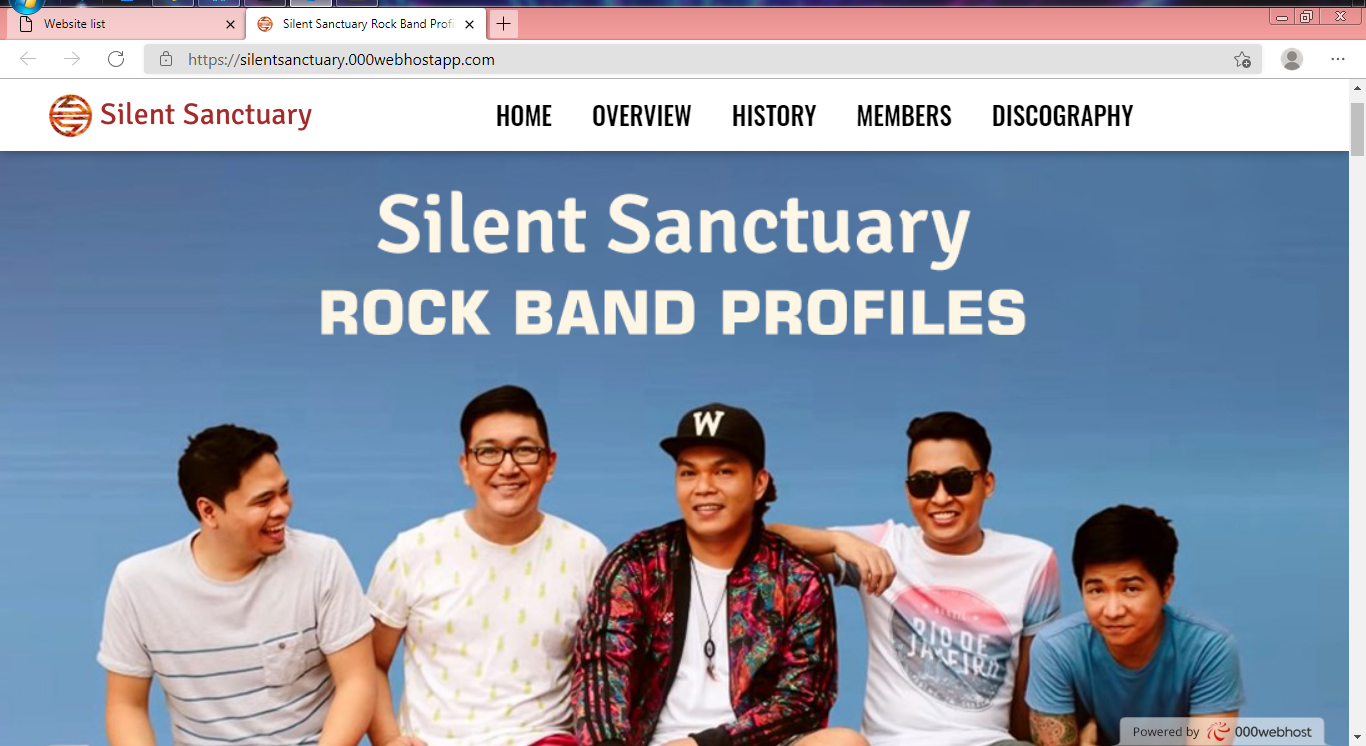 Website list
Silent Sanctuary Rock Band Profi
https://silentsanctuary.000webhostapp.com
Silent Sanctuary
HOME OVERVIEW HISTORY MEMBERS DISCOGRAPHY
Silent Sanctuary
ROCK BAND PROFILES
W
RIO DE
JANEIRO
Powered by 000webhost